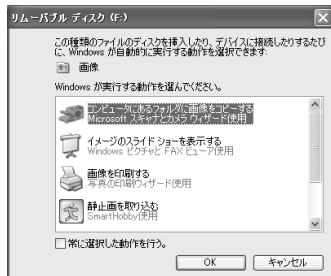 リムーバブル ディスク (F:)
この種類のファイルのディスクを挿入したり、デバイスに接続したりするたび
に、Windows が自動的に実行する動作を選択できます:
画像
Windows が実行する動作を選んでください。
コンピュータにあるフォルダに画像をコピーする
Microsoft スキャナとカメラ ウィザード使用
イメージのスライド ショーを表示する
Windows ピクチャと FAX ビューア使用
画像を印刷する
写真の印刷ウィザード使用
静止画を取り込む
SmartHobby使用
常に選択した動作を行う。
OK
キャンセル